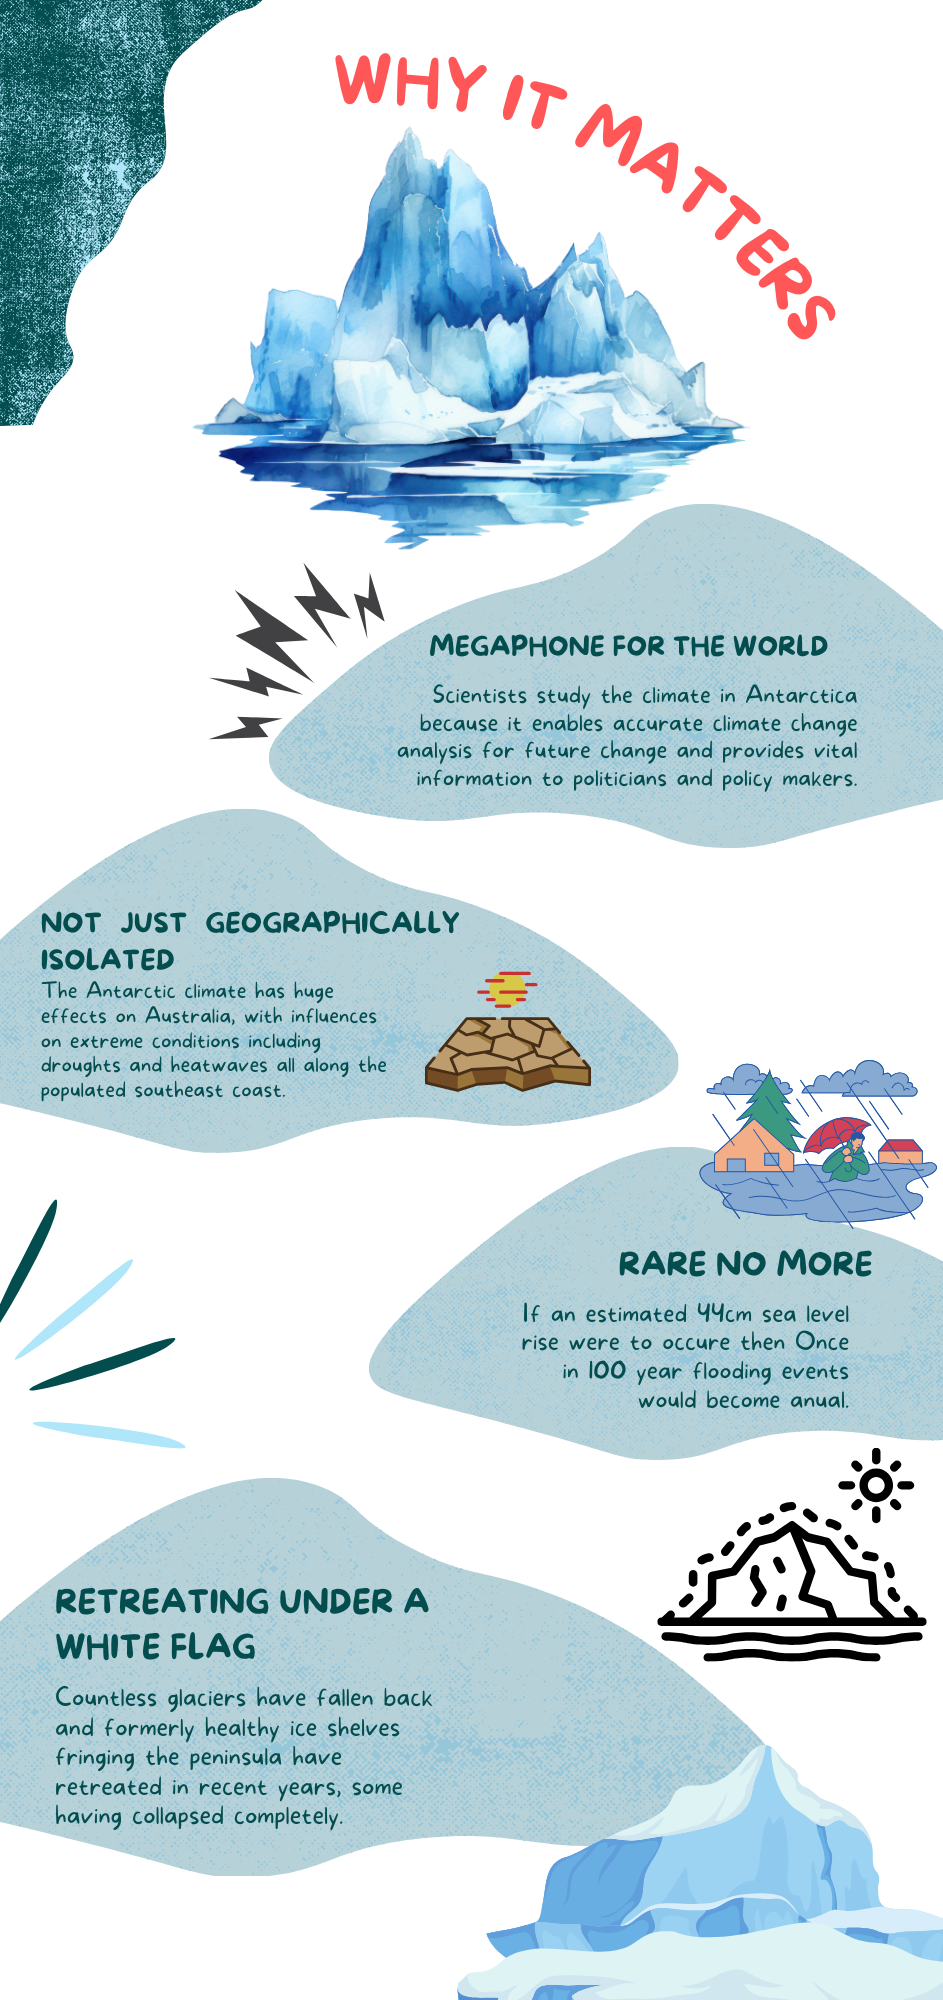 WHY IT MATTERS
MEGAPHONE FOR THE WORLD
Scientists study the climate in Antarctica
because it enables accurate climate change
analysis for future change and provides vital
information to politicians and policy makers.
NOT JUST GEOGRAPHICALLY
ISOLATED
The Antarctic climate has huge
effects on Australia, with influences
on extreme conditions including
droughts and heatwaves all along the
populated southeast coast.
RARE NO MORE
If an estimated 44cm sea level
rise were to occure then Once
in 100 year flooding events
would become anual.
RETREATING UNDER A
WHITE FLAG
Countless glaciers have fallen back
and formerly healthy ice shelves
fringing the peninsula have
retreated in recent years, some
having collapsed completely.